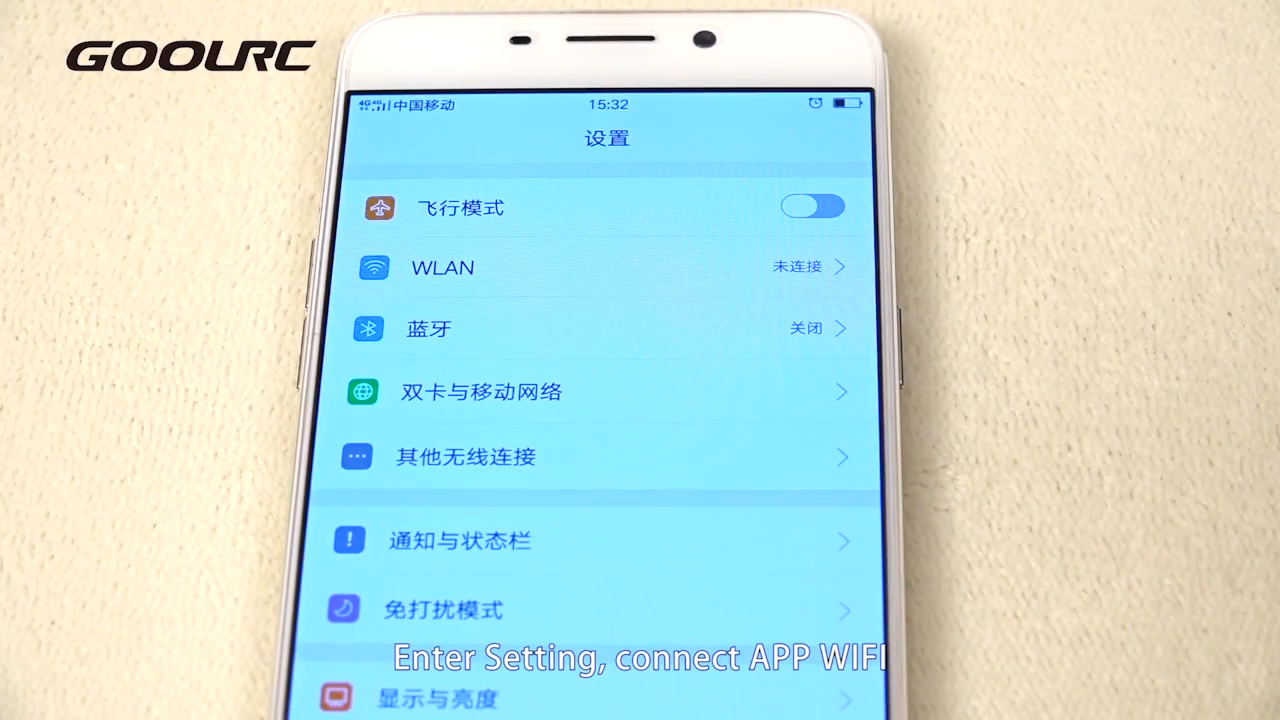 GOOLRC
4G 4G 中国移动 15:32
设置
飞行模式
WLAN 未连接
蓝牙 关闭
双卡与移动网络
其他无线连接
通知与状态栏
免打扰模式
Enter Setting, connect APP WIFI
显示与亮度